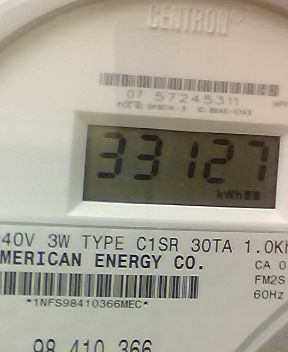 CENTRON®
07 57245311
33127
kWh
40V 3W TYPE C1SR 30TA 1.0Kh
MERICAN ENERGY CO.
CA 0
FM2S
60Hz
*1NFS98410366MEC*
98 410 366